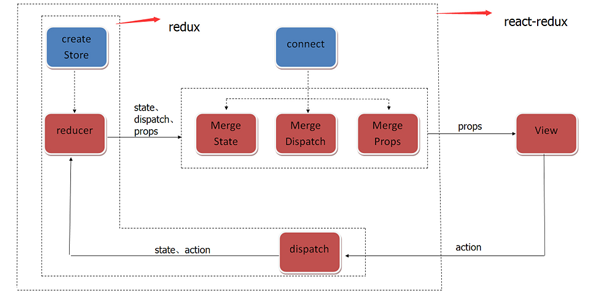 redux
react-redux
create
Store
connect
state、
dispatch、
props
reducer
Merge
State
Merge
Dispatch
Merge
Props
props
View
state、action
dispatch
action